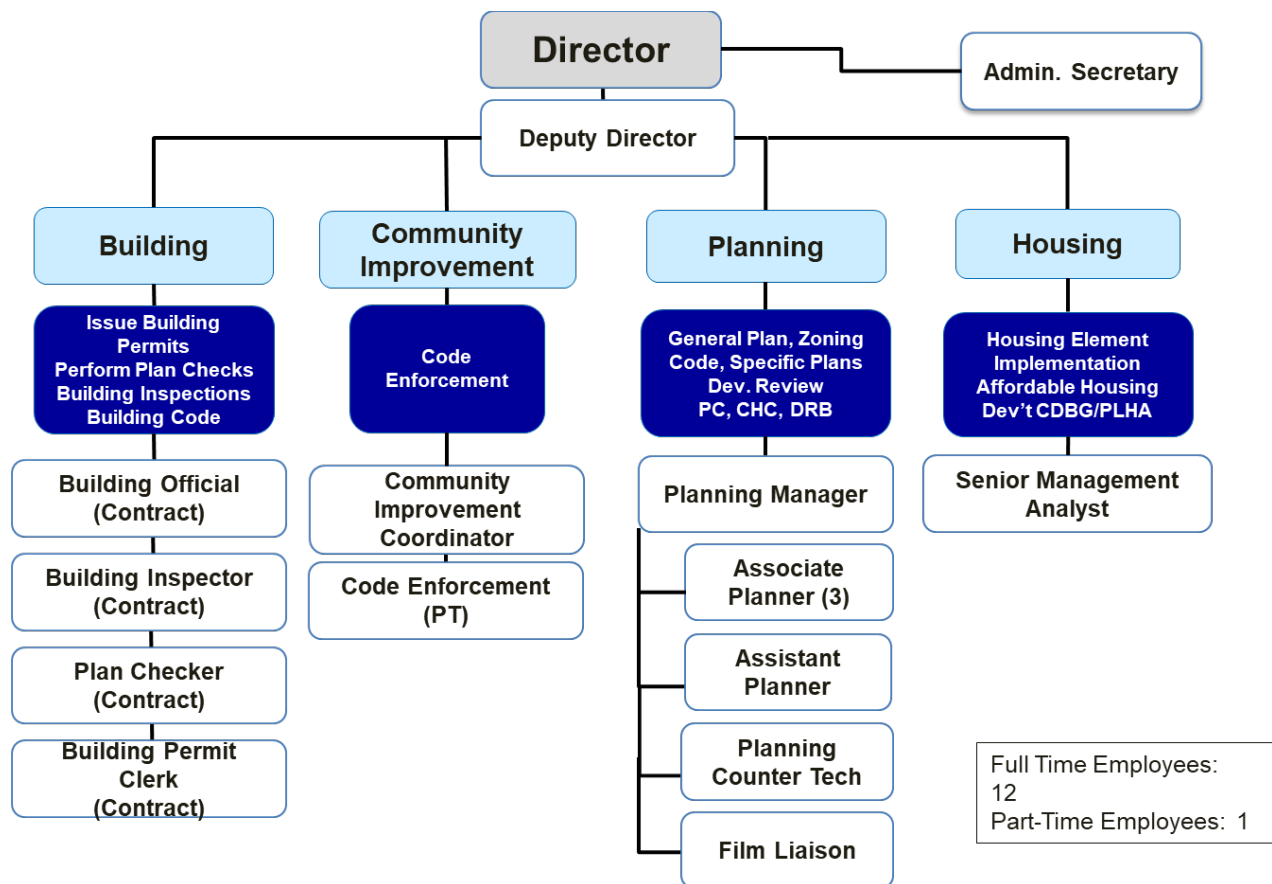 Director
Admin. Secretary
Deputy Director
Building
Issue Building
Permits
Perform Plan Checks
Building Inspections
Building Code
Building Official
(Contract)
Building Inspector
(Contract)
Plan Checker
(Contract)
Building Permit
Clerk
(Contract)
Community
Improvement
Code
Enforcement
Community
Improvement
Coordinator
Code Enforcement
(PT)
Planning
General Plan, Zoning
Code, Specific Plans
Dev. Review
PC, CHC, DRB
Planning Manager
Associate
Planner (3)
Assistant
Planner
Planning
Counter Tech
Film Liaison
Housing
Housing Element
Implementation
Affordable Housing
Dev’t CDBG/PLHA
Senior Management
Analyst
Full Time Employees:
12
Part-Time Employees: 1